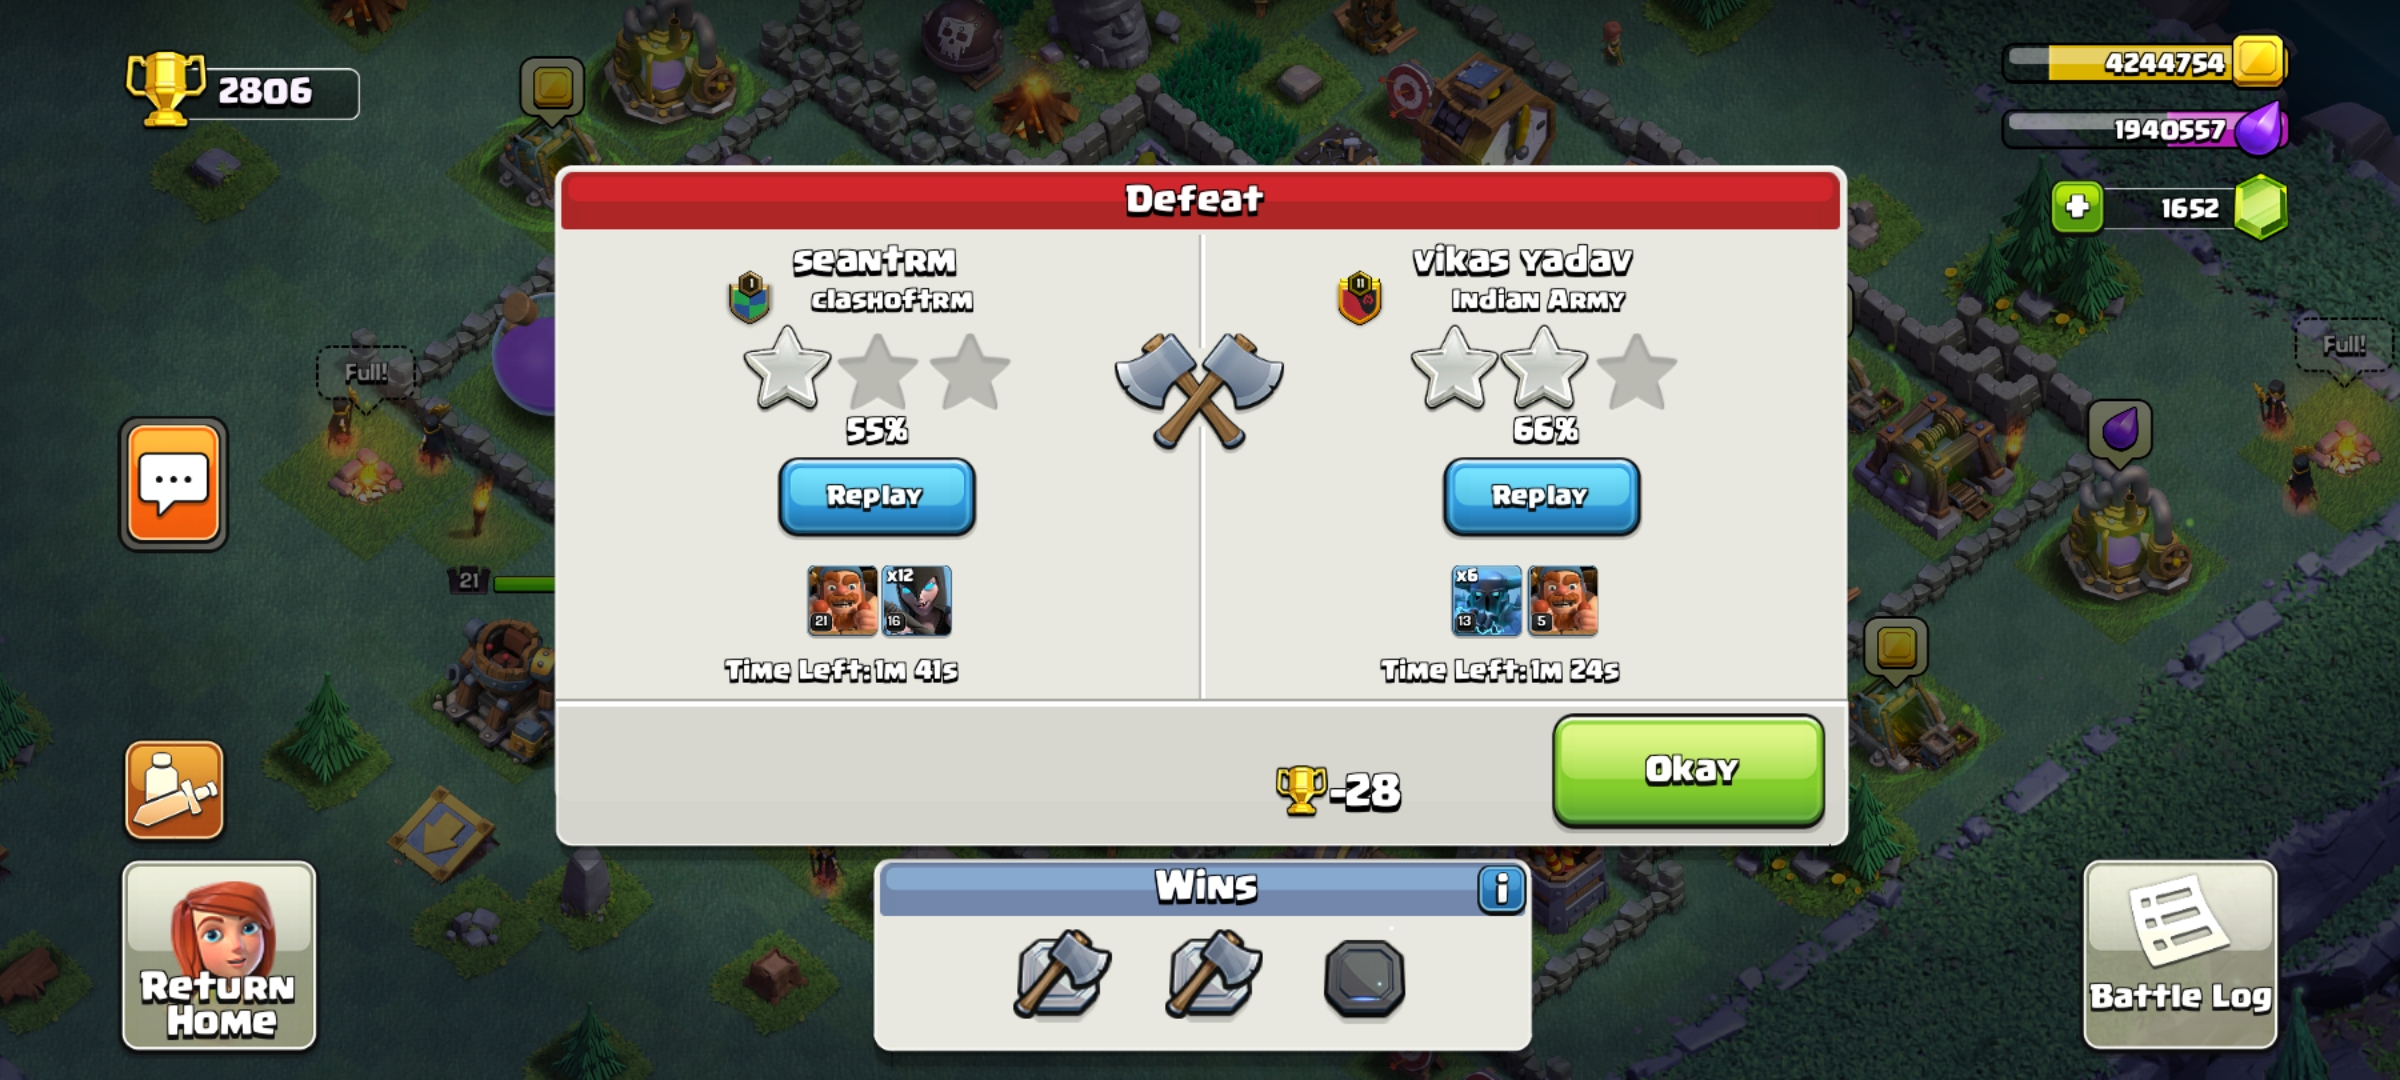 2806
4244754
1940557
1652
Defeat
seantrm
clashoftrm
1
55%
Replay
21
x12
16
Time Left:1m 41s
vikas yadav
Indian Army
11
66%
Replay
x6
13
5
Time Left:1m 24s
Full!
Full!
21
-28
Okay
Wins
i
Return
Home
Battle Log